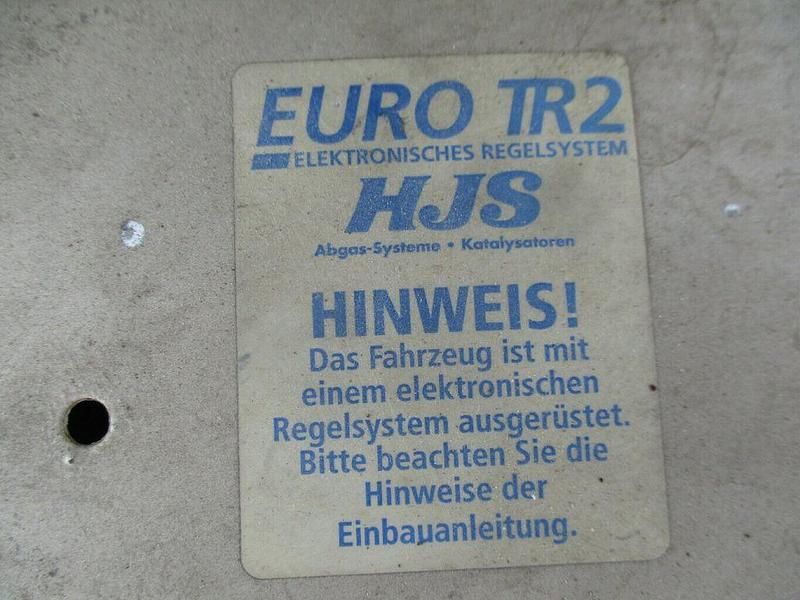 EURO TR2
ELEKTRONISCHES REGELSYSTEM
HJS
Abgas-Systeme • Katalysatoren
HINWEIS!
Das Fahrzeug ist mit
einem elektronischen
Regelsystem ausgerüstet.
Bitte beachten Sie die
Hinweise der
Einbauanleitung.